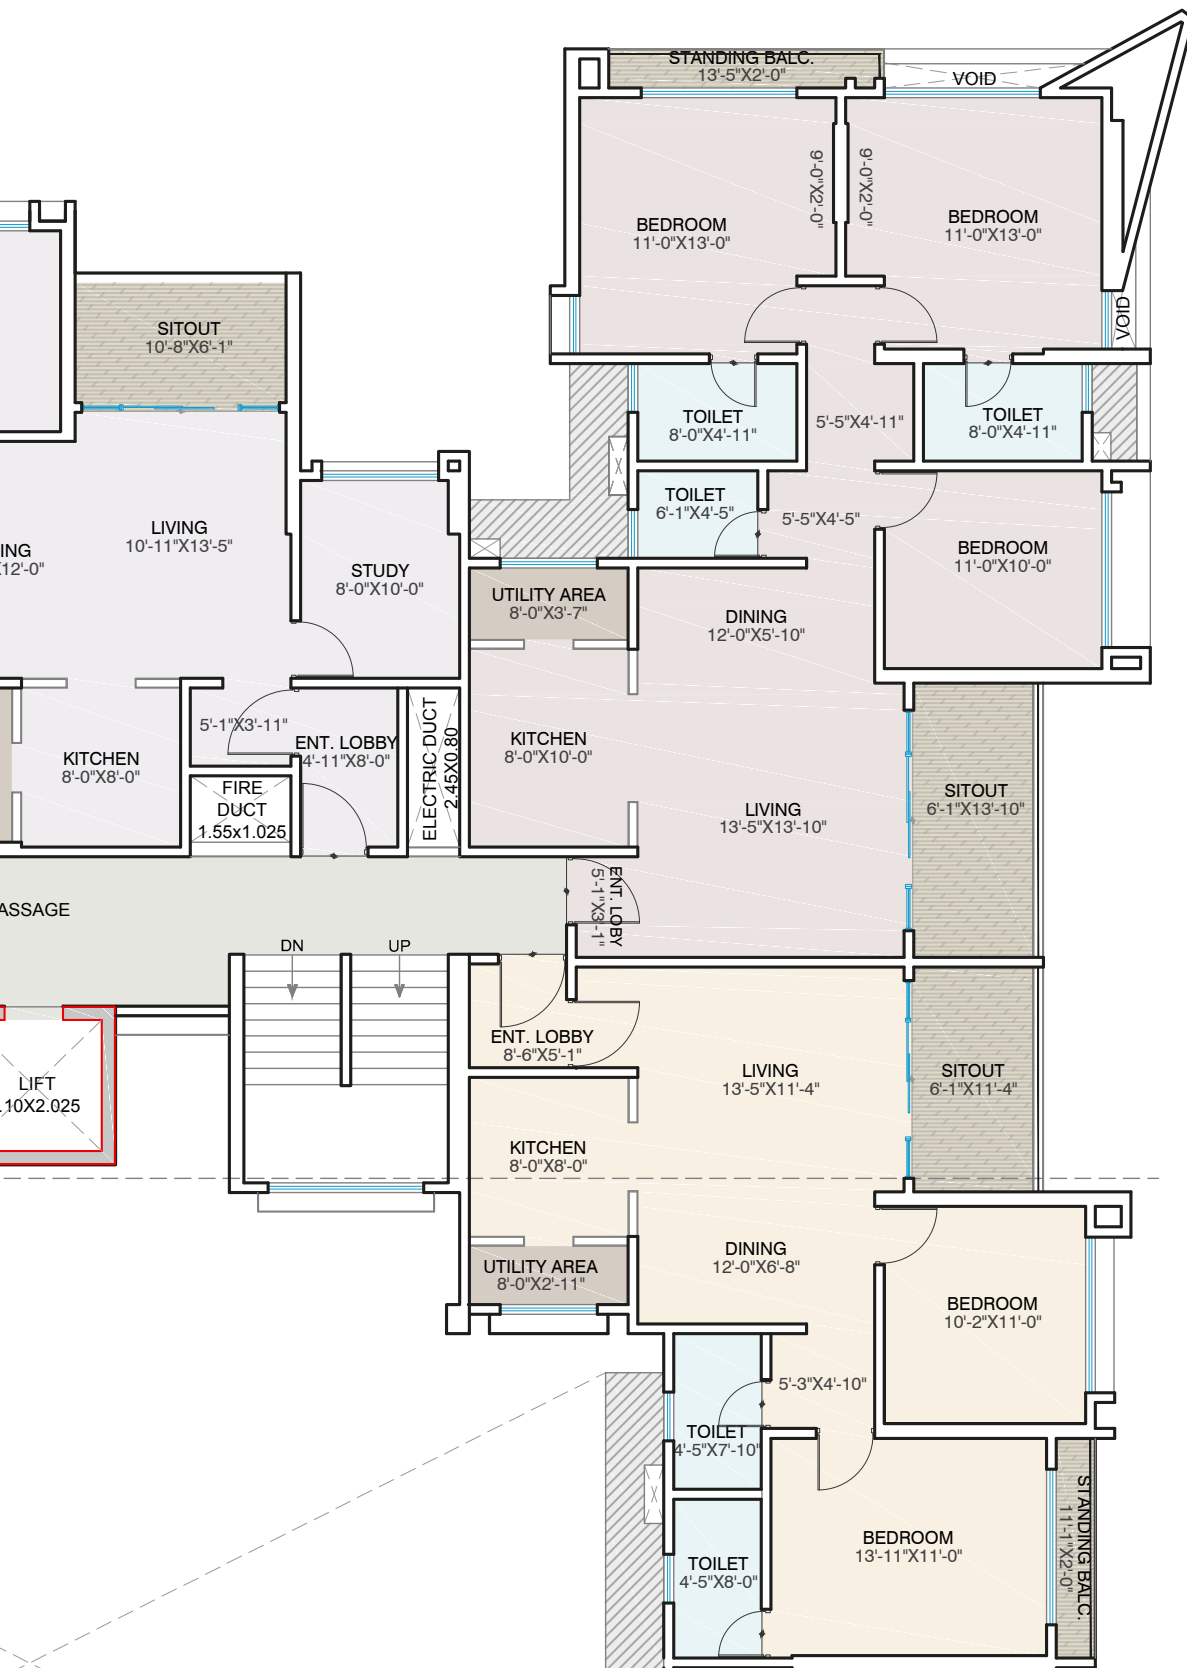 STANDING BALC.
13'-5"X2'-0"
VOID
9'-0"X2'-0"
9'-0"X2'-0"
BEDROOM
11'-0"X13'-0"
BEDROOM
11'-0"X13'-0"
VOID
SITOUT
10'-8"X6'-1"
TOILET
8'-0"X4'-11"
5'-5"X4'-11"
TOILET
8'-0"X4'-11"
TOILET
6'-1"X4'-5"
5'-5"X4'-5"
LIVING
10'-11"X13'-5"
ING
X12'-0"
STUDY
8'-0"X10'-0"
BEDROOM
11'-0"X10'-0"
UTILITY AREA
8'-0"X3'-7"
DINING
12'-0"X5'-10"
5'-1"X3'-11"
ENT. LOBBY
4'-11"X8'-0"
ELECTRIC DUCT
2.45X0.80
KITCHEN
8'-0"X10'-0"
KITCHEN
8'-0"X8'-0"
FIRE
DUCT
1.55x1.025
LIVING
13'-5"X13'-10"
SITOUT
6'-1"X13'-10"
ENT. LOBY
5'-1"X3'-1"
ASSAGE
DN
UP
ENT. LOBBY
8'-6"X5'-1"
LIVING
13'-5"X11'-4"
SITOUT
6'-1"X11'-4"
LIFT
.10X2.025
KITCHEN
8'-0"X8'-0"
DINING
12'-0"X6'-8"
UTILITY AREA
8'-0"X2'-11"
BEDROOM
10'-2"X11'-0"
5'-3"X4'-10"
TOILET
4'-5"X7'-10"
BEDROOM
13'-11"X11'-0"
STANDING BALC.
11'-1"X2'-0"
TOILET
4'-5"X8'-0"